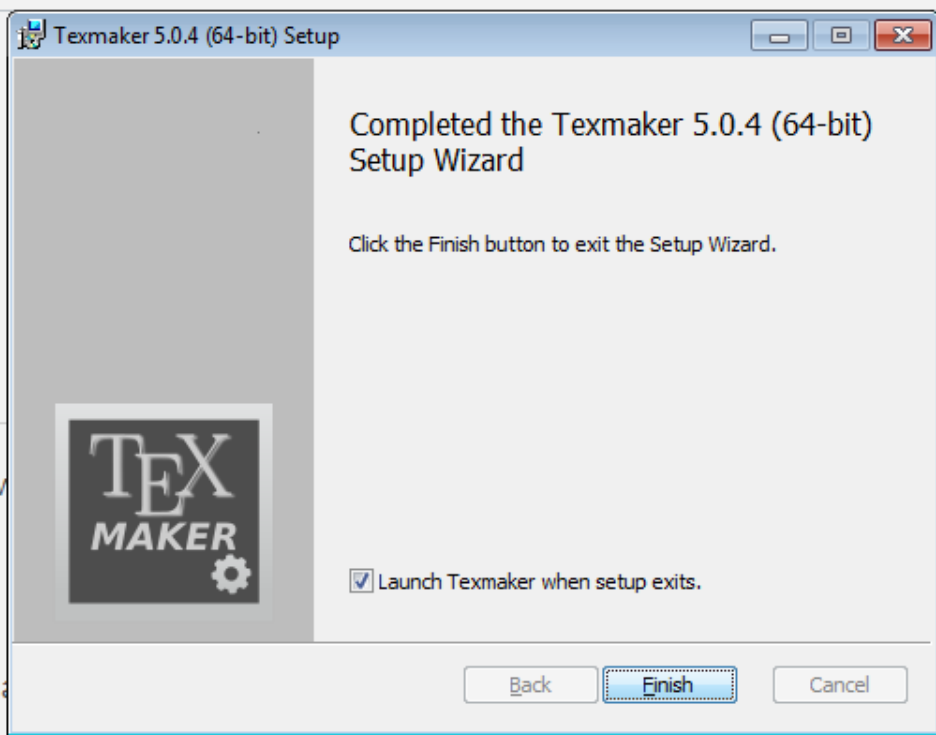 Texmaker 5.0.4 (64-bit) Setup
Completed the Texmaker 5.0.4 (64-bit)
Setup Wizard
Click the Finish button to exit the Setup Wizard.
TEX
MAKER
Launch Texmaker when setup exits.
Back
Finish
Cancel